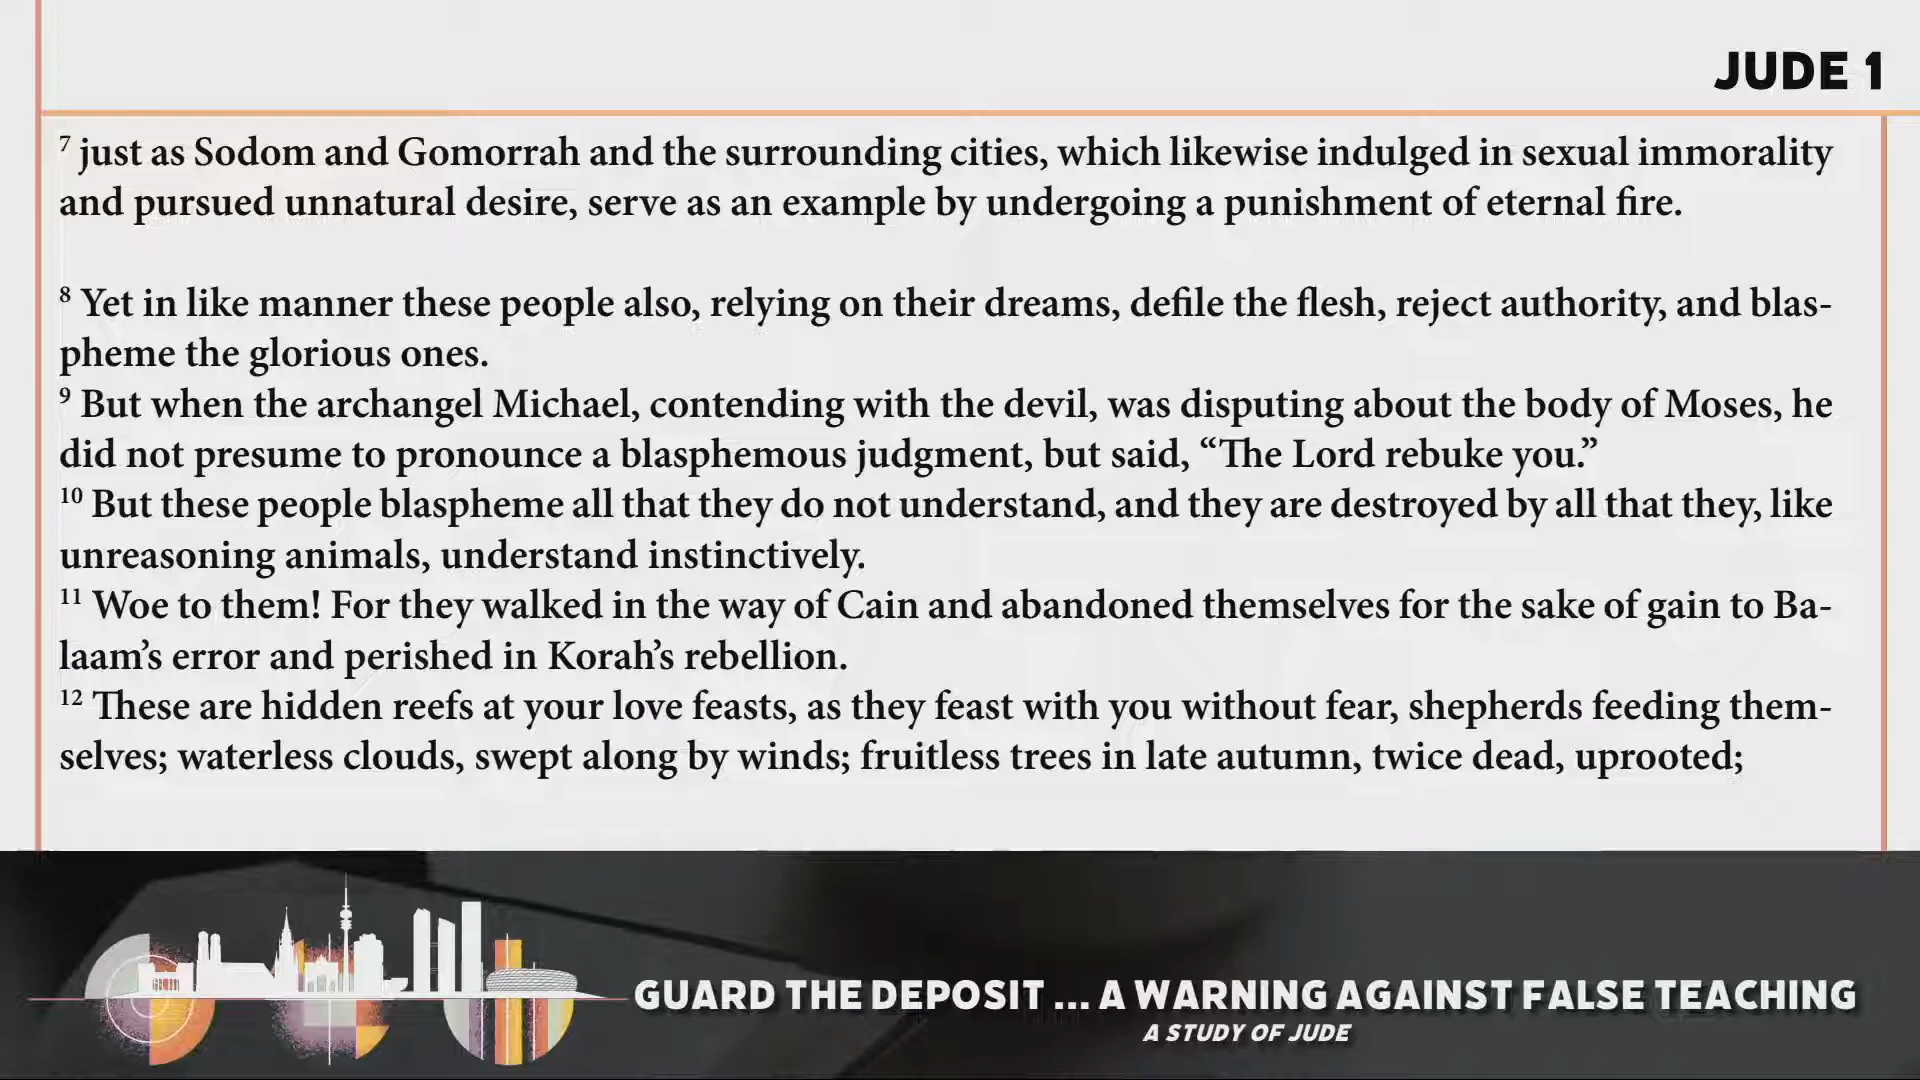 JUDE 1
7 just as Sodom and Gomorrah and the surrounding cities, which likewise indulged in sexual immorality
and pursued unnatural desire, serve as an example by undergoing a punishment of eternal fire.
8 Yet in like manner these people also, relying on their dreams, defile the flesh, reject authority, and blas-
pheme the glorious ones.
9 But when the archangel Michael, contending with the devil, was disputing about the body of Moses, he
did not presume to pronounce a blasphemous judgment, but said, “The Lord rebuke you.”
10 But these people blaspheme all that they do not understand, and they are destroyed by all that they, like
unreasoning animals, understand instinctively.
11 Woe to them! For they walked in the way of Cain and abandoned themselves for the sake of gain to Ba-
laam’s error and perished in Korah’s rebellion.
12 These are hidden reefs at your love feasts, as they feast with you without fear, shepherds feeding them-
selves; waterless clouds, swept along by winds; fruitless trees in late autumn, twice dead, uprooted;
GUARD THE DEPOSIT ... A WARNING AGAINST FALSE TEACHING
A STUDY OF JUDE